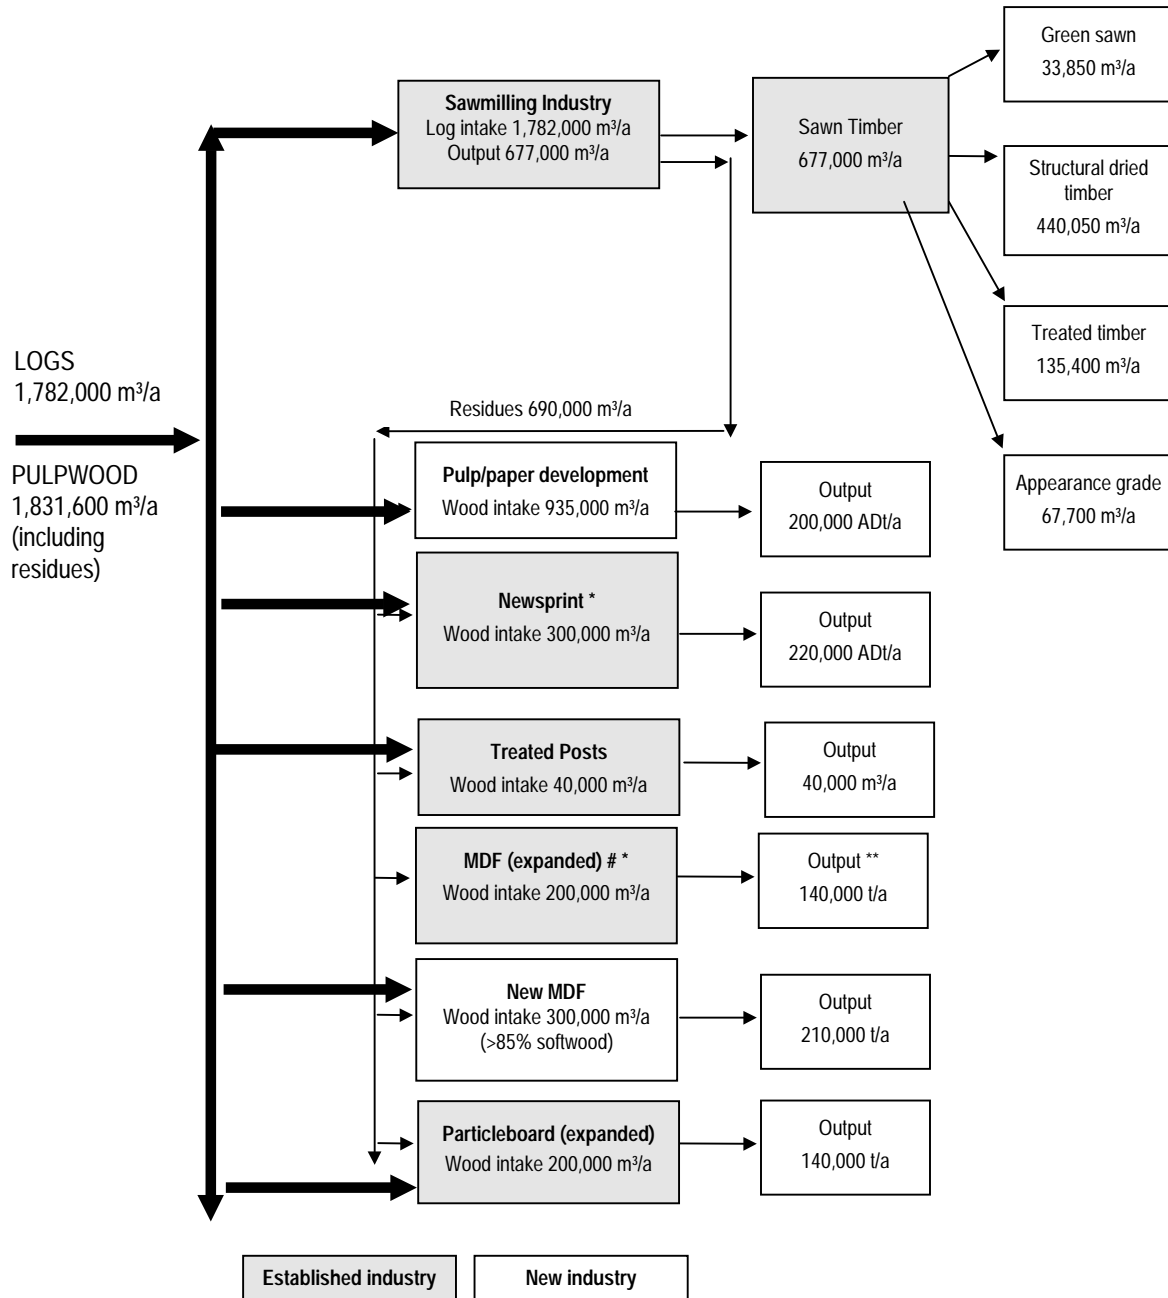 Green sawn
33,850 m³/a
Sawmilling Industry
Log intake 1,782,000 m³/a
Output 677,000 m³/a
Sawn Timber
677,000 m³/a
Structural dried
timber
440,050 m³/a
Treated timber
135,400 m³/a
LOGS
1,782,000 m³/a
PULPWOOD
1,831,600 m³/a
(including
residues)
Residues 690,000 m³/a
Appearance grade
67,700 m³/a
Pulp/paper development
Wood intake 935,000 m³/a
Output
200,000 ADt/a
Newsprint *
Wood intake 300,000 m³/a
Output
220,000 ADt/a
Treated Posts
Wood intake 40,000 m³/a
Output
40,000 m³/a
MDF (expanded) # *
Wood intake 200,000 m³/a
Output **
140,000 t/a
New MDF
Wood intake 300,000 m³/a
(>85% softwood)
Output
210,000 t/a
Particleboard (expanded)
Wood intake 200,000 m³/a
Output
140,000 t/a
Established industry
New industry